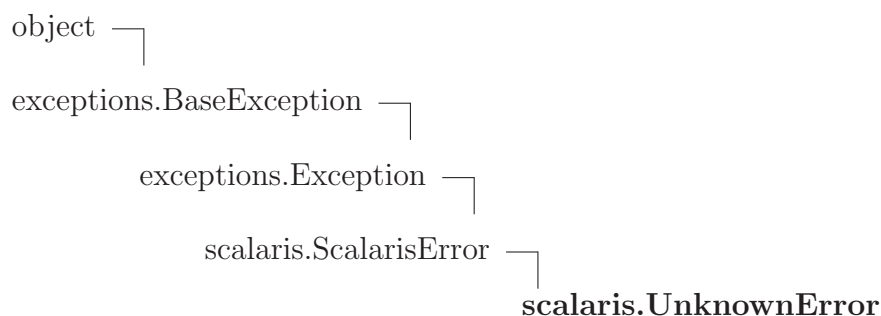 object
exceptions.BaseException
exceptions.Exception
scalaris.ScalarisError
scalaris.UnknownError